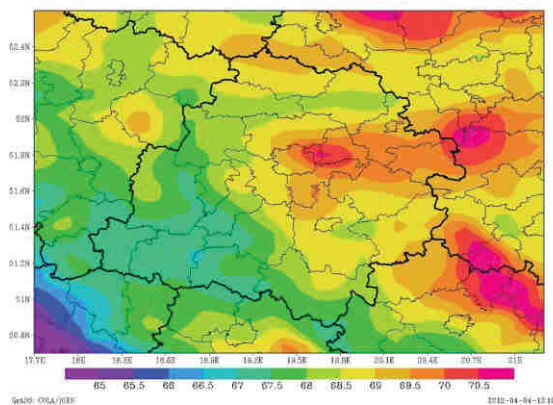 52.4N
52.2N
52N
51.8N
51.6N
51.4N
51.2N
51N
50.8N
17.7E 18E 18.3E 18.6E 18.9E 19.2E 19.5E 19.8E 20.1E 20.4E 20.7E 21E
65 65.5 66 66.5 67 67.5 68 68.5 69 69.5 70 70.5
GrADS: COLA/IGES